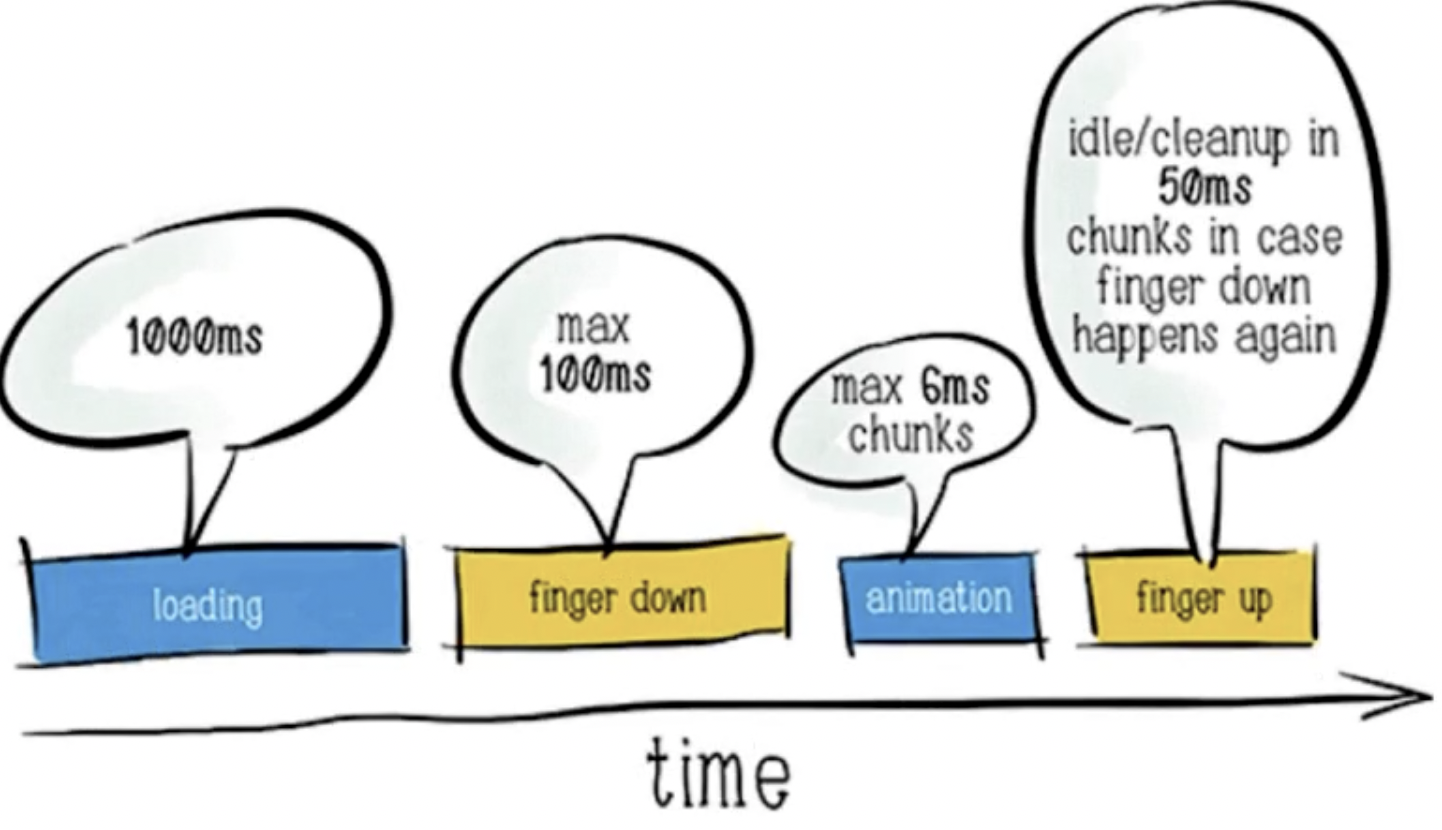 1000ms
max
100ms
max 6ms
chunks
idle/cleanup in
50ms
chunks in case
finger down
happens again
loading
finger down
animation
finger up
time